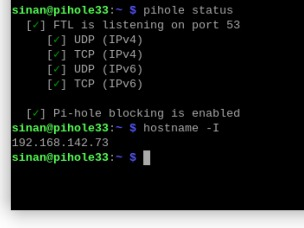 sinan@pihole33:~ $ pihole status
[✓] FTL is listening on port 53
[✓] UDP (IPv4)
[✓] TCP (IPv4)
[✓] UDP (IPv6)
[✓] TCP (IPv6)
[✓] Pi-hole blocking is enabled
sinan@pihole33:~ $ hostname -I
192.168.142.73
sinan@pihole33:~ $